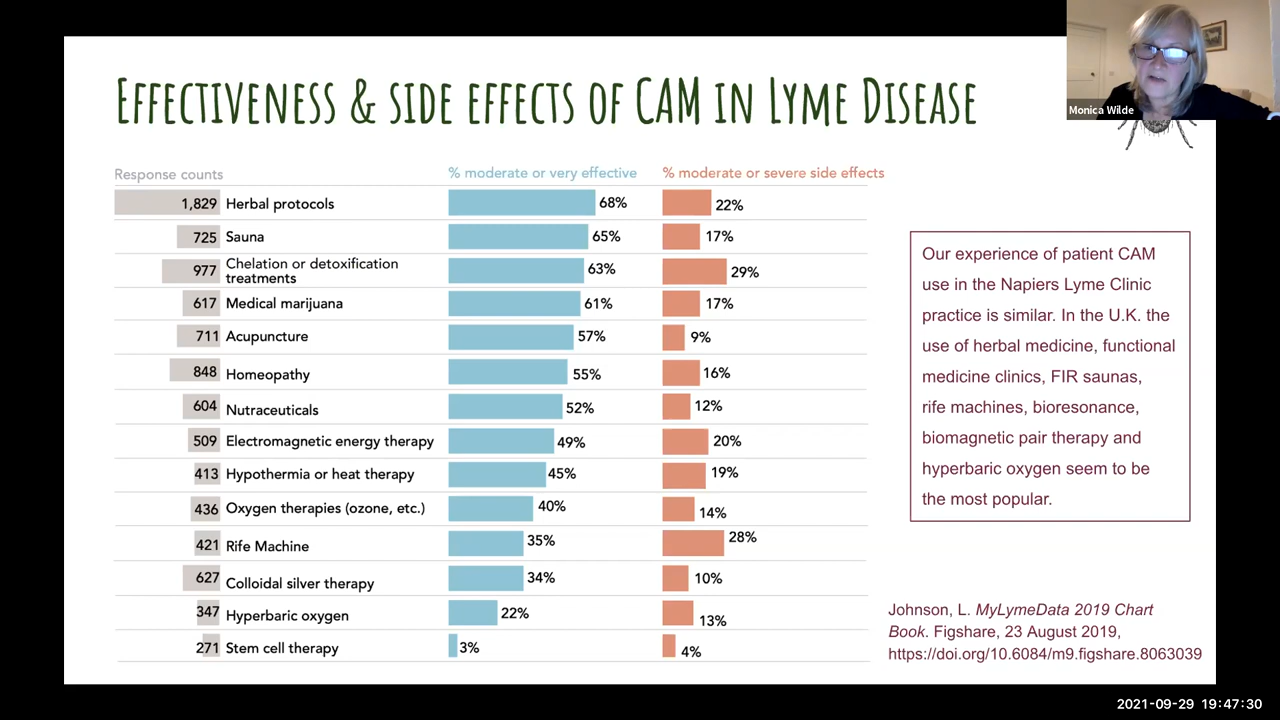 Monica Wilde
EFFECTIVENESS & SIDE EFFECTS OF CAM IN LYME DISEASE
Response counts % moderate or very effective % moderate or severe side effects
1,829 Herbal protocols 68% 22%
725 Sauna 65% 17%
977 Chelation or detoxification
treatments 63% 29%
617 Medical marijuana 61% 17%
711 Acupuncture 57% 9%
848 Homeopathy 55% 16%
604 Nutraceuticals 52% 12%
509 Electromagnetic energy therapy 49% 20%
413 Hypothermia or heat therapy 45% 19%
436 Oxygen therapies (ozone, etc.) 40% 14%
421 Rife Machine 35% 28%
627 Colloidal silver therapy 34% 10%
347 Hyperbaric oxygen 22% 13%
271 Stem cell therapy 3% 4%
Our experience of patient CAM
use in the Napiers Lyme Clinic
practice is similar. In the U.K. the
use of herbal medicine, functional
medicine clinics, FIR saunas,
rife machines, bioresonance,
biomagnetic pair therapy and
hyperbaric oxygen seem to be
the most popular.
Johnson, L. MyLymeData 2019 Chart
Book. Figshare, 23 August 2019,
https://doi.org/10.6084/m9.figshare.8063039
2021-09-29 19:47:30